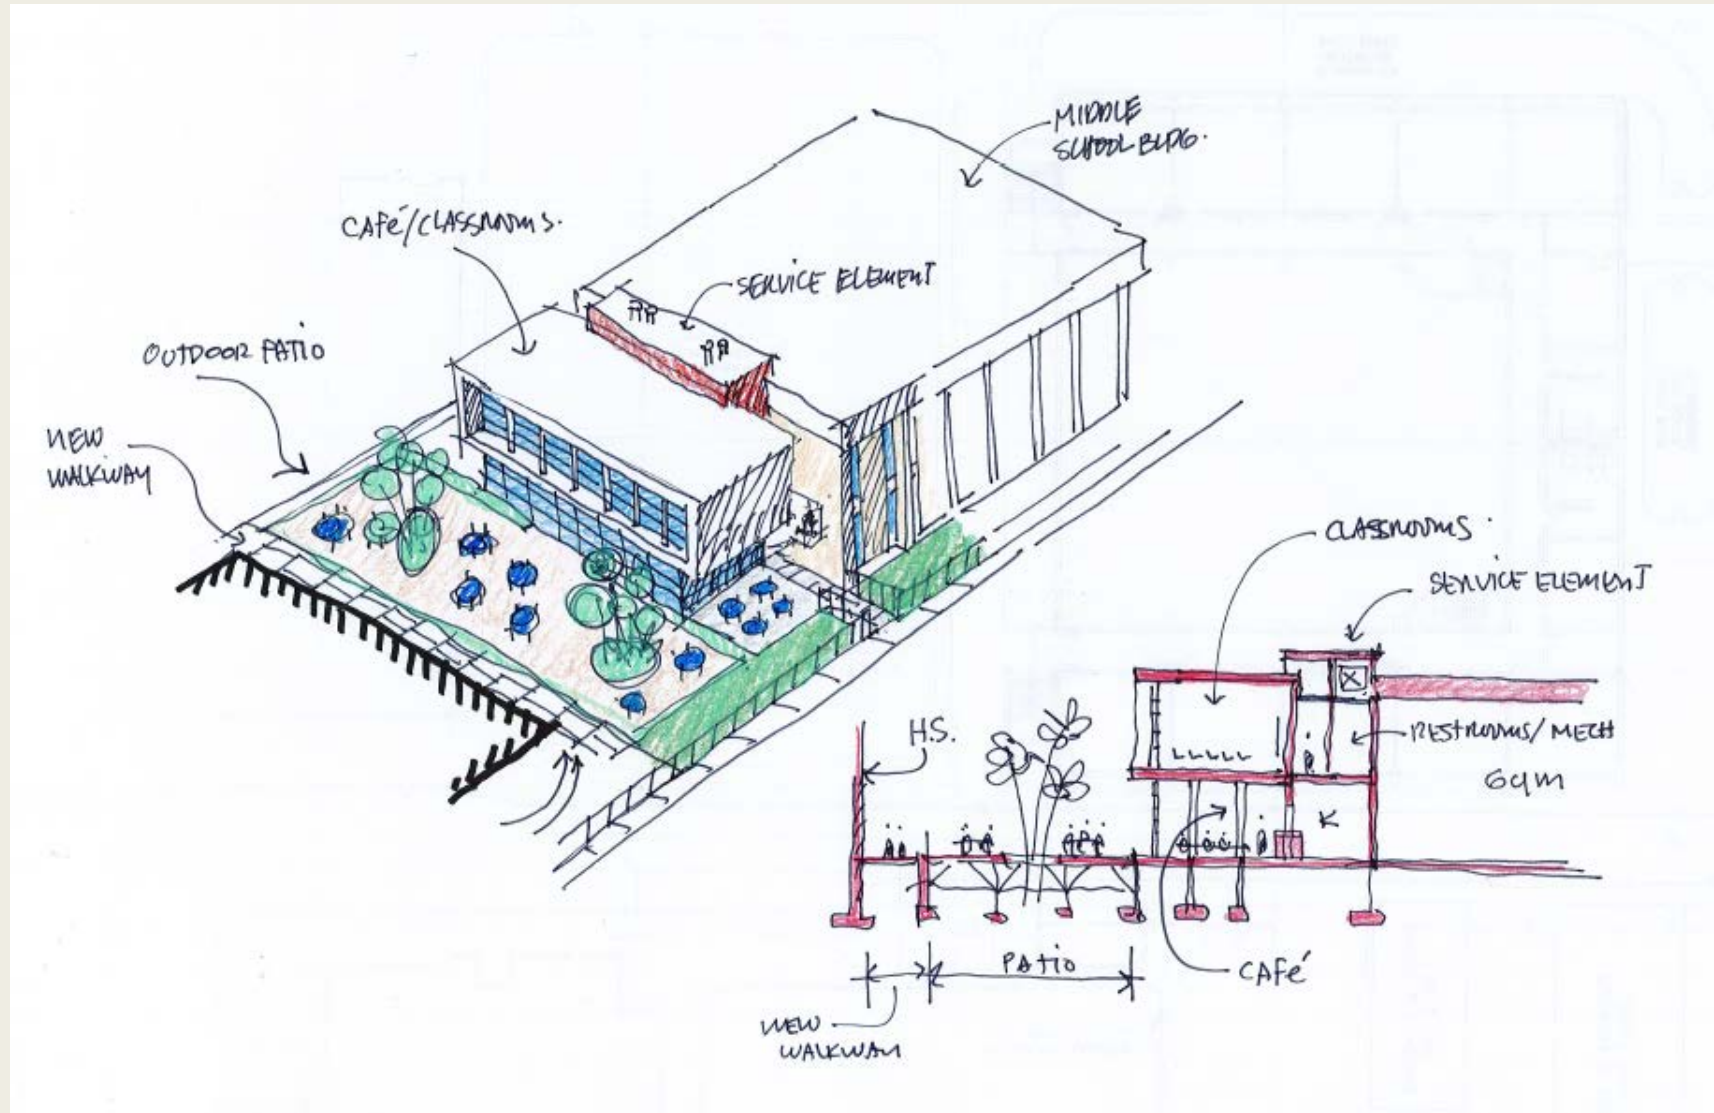 MIDDLE
SCHOOL BLDG.
CAFé/CLASSROOMS.
SERVICE ELEMENT
OUTDOOR PATIO
NEW
WALKWAY
CLASSROOMS.
SERVICE ELEMENT
H.S.
RESTROOMS/MECH
GYM
K
PATIO
CAFé
NEW
WALKWAY